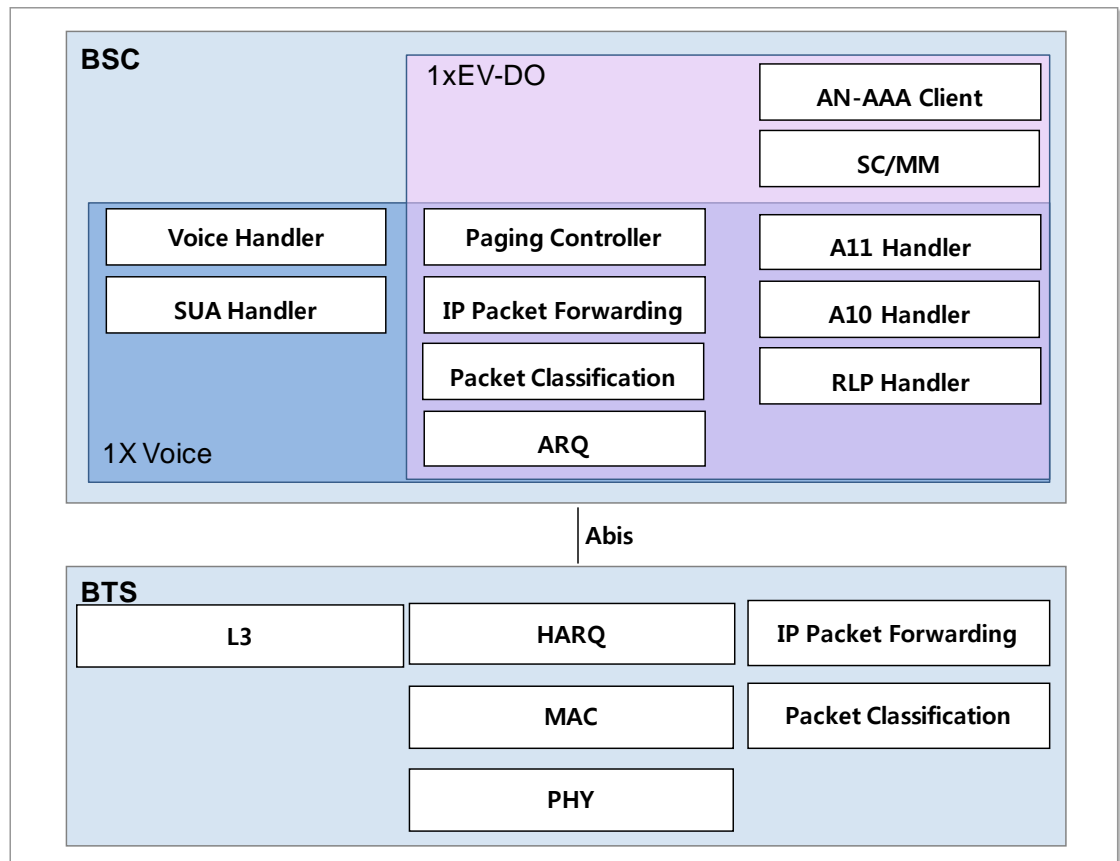 BSC
1xEV-DO
AN-AAA Client
SC/MM
Voice Handler
Paging Controller
A11 Handler
SUA Handler
IP Packet Forwarding
A10 Handler
Packet Classification
RLP Handler
ARQ
1X Voice
Abis
BTS
L3
HARQ
IP Packet Forwarding
MAC
Packet Classification
PHY